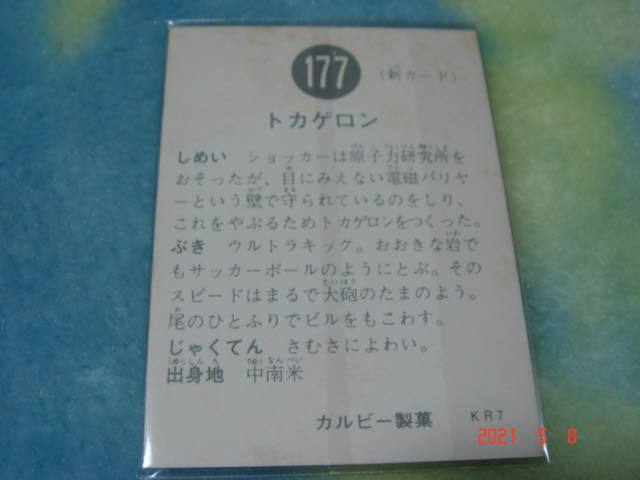 177 (新カード)
トカゲロン
しめい ショッカーは原子力研究所を
おそったが、目にみえない電磁バリヤ
ーという壁で守られているのをしり、
これをやぶるためトカゲロンをつくった。
ぶき ウルトラキック。おおきな岩で
もサッカーボールのようにとぶ。その
スピードはまるで大砲のたまのよう。
尾のひとふりでビルをもこわす。
じゃくてん さむさによわい。
出身地 中南米
カルビー製菓 KR7
2021 5 8